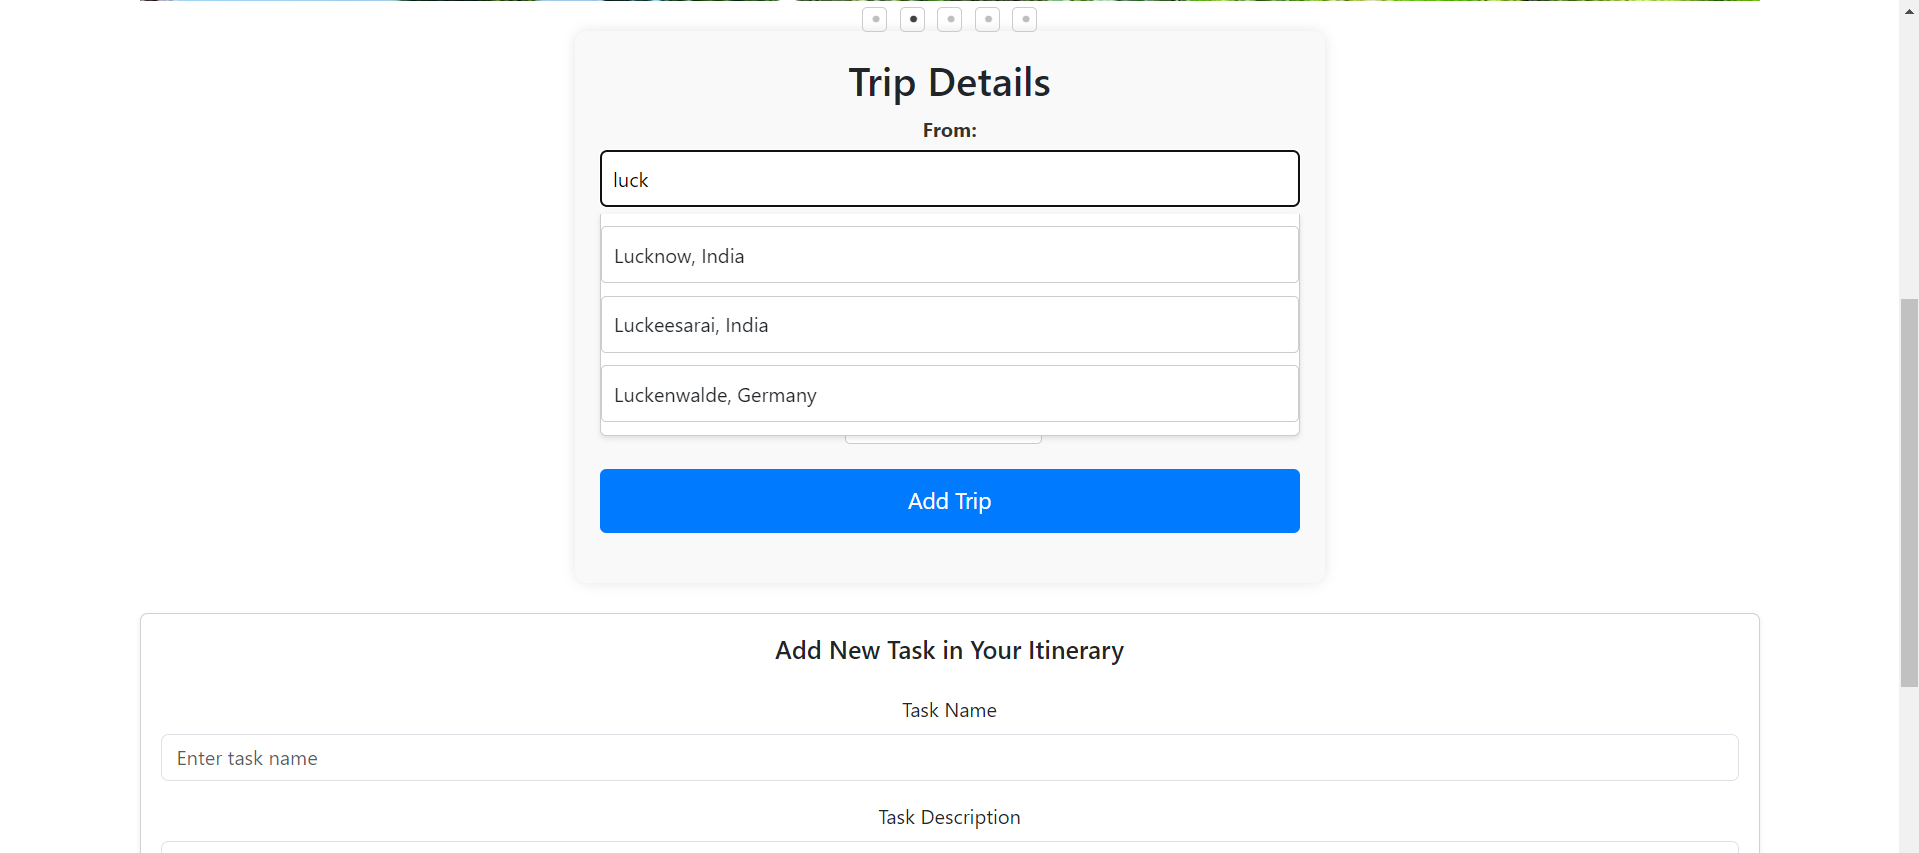 Trip Details
From:
luck
Lucknow, India
Luckeesarai, India
Luckenwalde, Germany
Add Trip
Add New Task in Your Itinerary
Task Name
Enter task name
Task Description